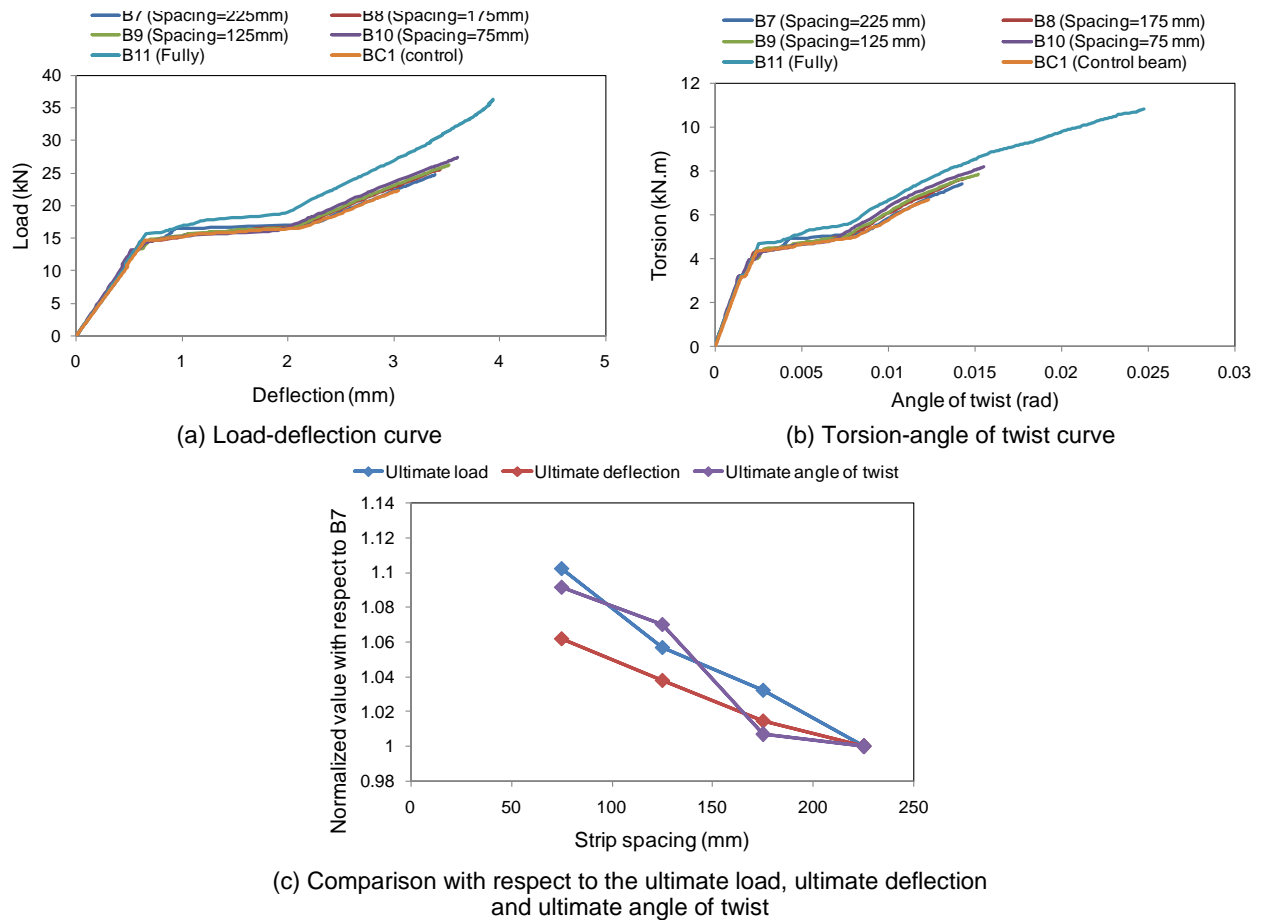 B7 (Spacing=225mm) B8 (Spacing=175mm)
B9 (Spacing=125mm) B10 (Spacing=75mm)
B11 (Fully) BC1 (control)
40
35
30
25
20
15
10
5
0
Load (kN)
0 1 2 3 4 5
Deflection (mm)
(a) Load-deflection curve
B7 (Spacing=225 mm) B8 (Spacing=175 mm)
B9 (Spacing=125 mm) B10 (Spacing=75 mm)
B11 (Fully) BC1 (Control beam)
12
10
8
6
4
2
0
Torsion (kN.m)
0 0.005 0.01 0.015 0.02 0.025 0.03
Angle of twist (rad)
(b) Torsion-angle of twist curve
Ultimate load Ultimate deflection Ultimate angle of twist
1.14
1.12
1.1
1.08
1.06
1.04
1.02
1
0.98
Normalized value with respect to B7
0 50 100 150 200 250
Strip spacing (mm)
(c) Comparison with respect to the ultimate load, ultimate deflection
and ultimate angle of twist